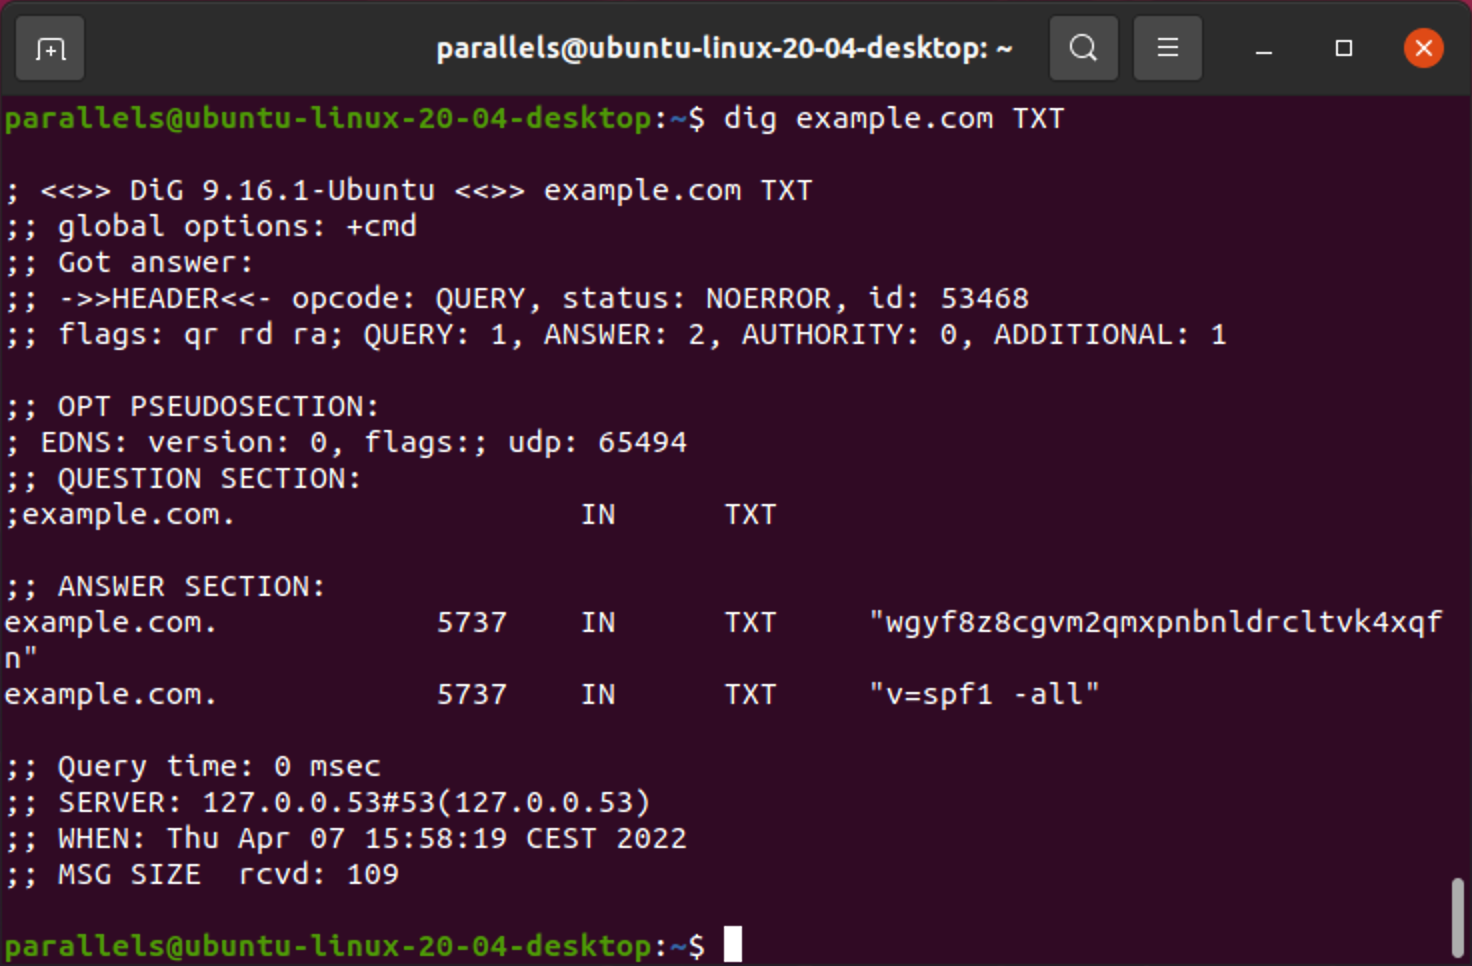 parallels@ubuntu-linux-20-04-desktop: ~
parallels@ubuntu-linux-20-04-desktop:~$ dig example.com TXT
; <<>> DiG 9.16.1-Ubuntu <<>> example.com TXT
;; global options: +cmd
;; Got answer:
;; ->>HEADER<<- opcode: QUERY, status: NOERROR, id: 53468
;; flags: qr rd ra; QUERY: 1, ANSWER: 2, AUTHORITY: 0, ADDITIONAL: 1
;; OPT PSEUDOSECTION:
; EDNS: version: 0, flags:; udp: 65494
;; QUESTION SECTION:
;example.com. IN TXT
;; ANSWER SECTION:
example.com. 5737 IN TXT "wgyf8z8cgvm2qmxpnbnldrcltvk4xqf
n"
example.com. 5737 IN TXT "v=spf1 -all"
;; Query time: 0 msec
;; SERVER: 127.0.0.53#53(127.0.0.53)
;; WHEN: Thu Apr 07 15:58:19 CEST 2022
;; MSG SIZE  rcvd: 109
parallels@ubuntu-linux-20-04-desktop:~$